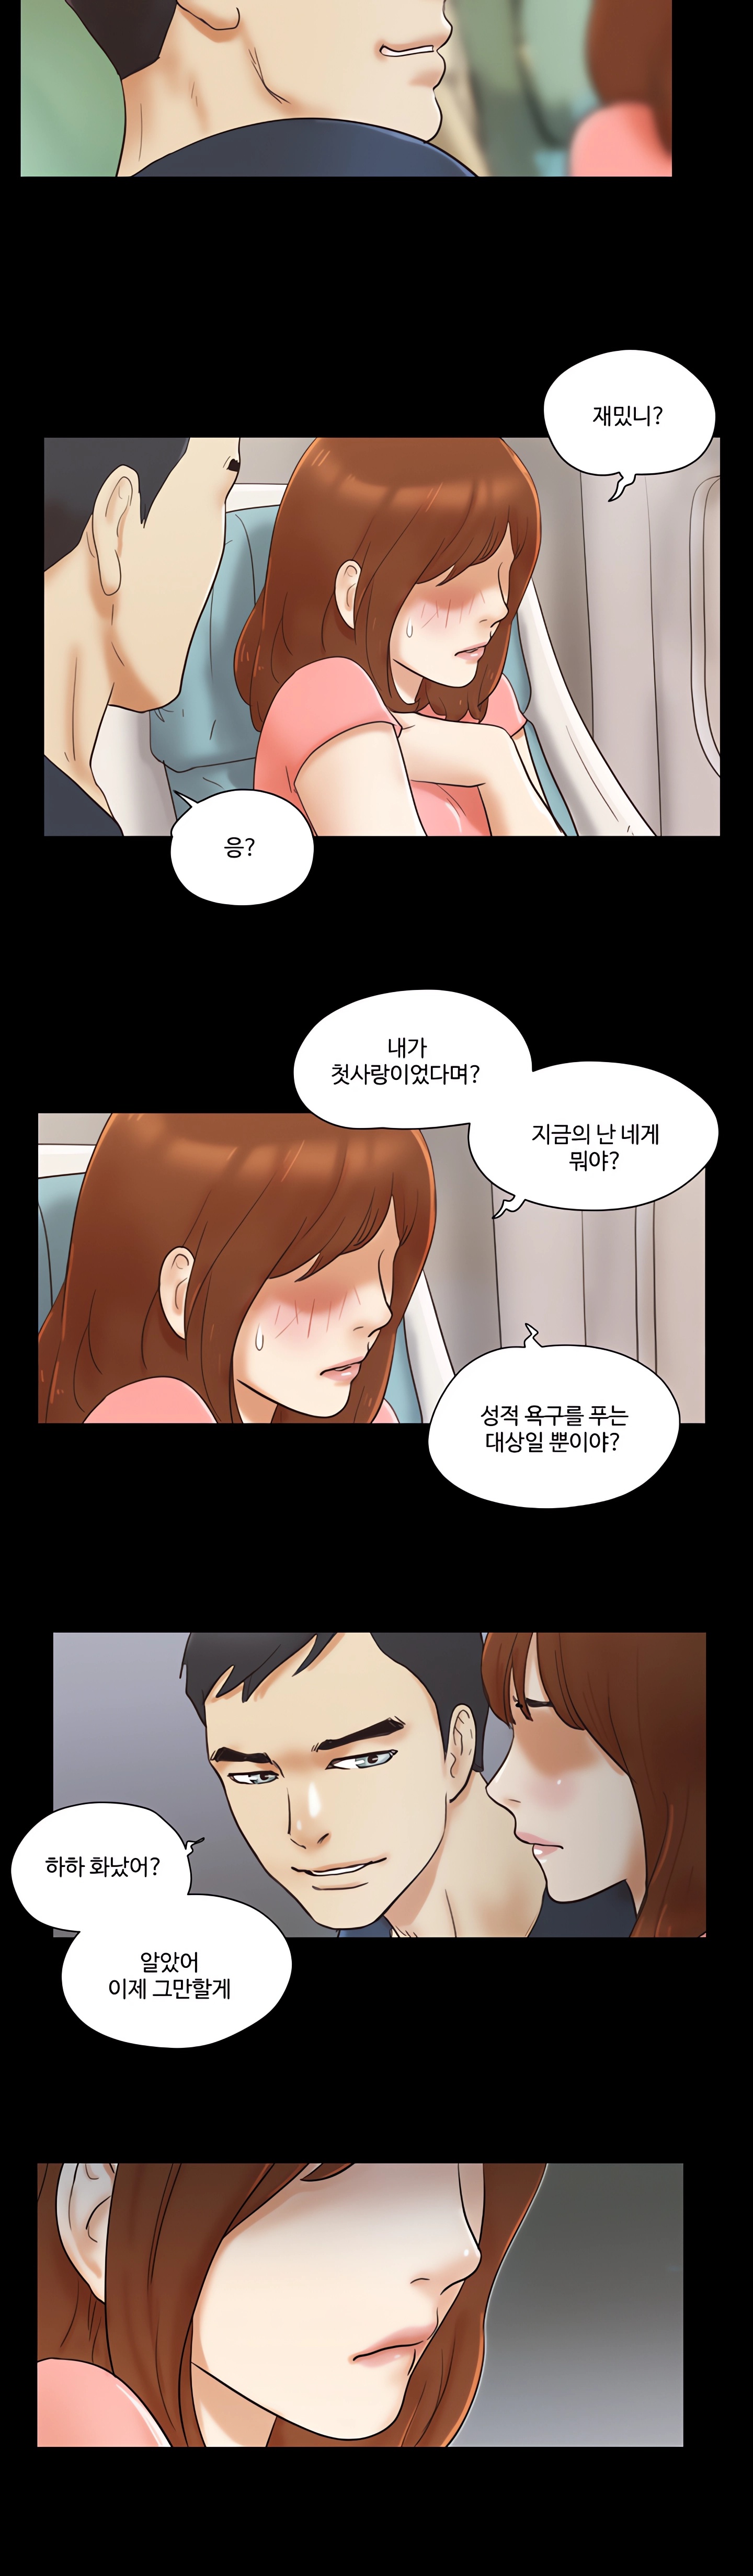 재밌니?
응?
내가
첫사랑이었다며?
지금의 난 네게
뭐야?
성적 욕구를 푸는
대상일 뿐이야?
하하 화났어?
알았어
이제 그만할게